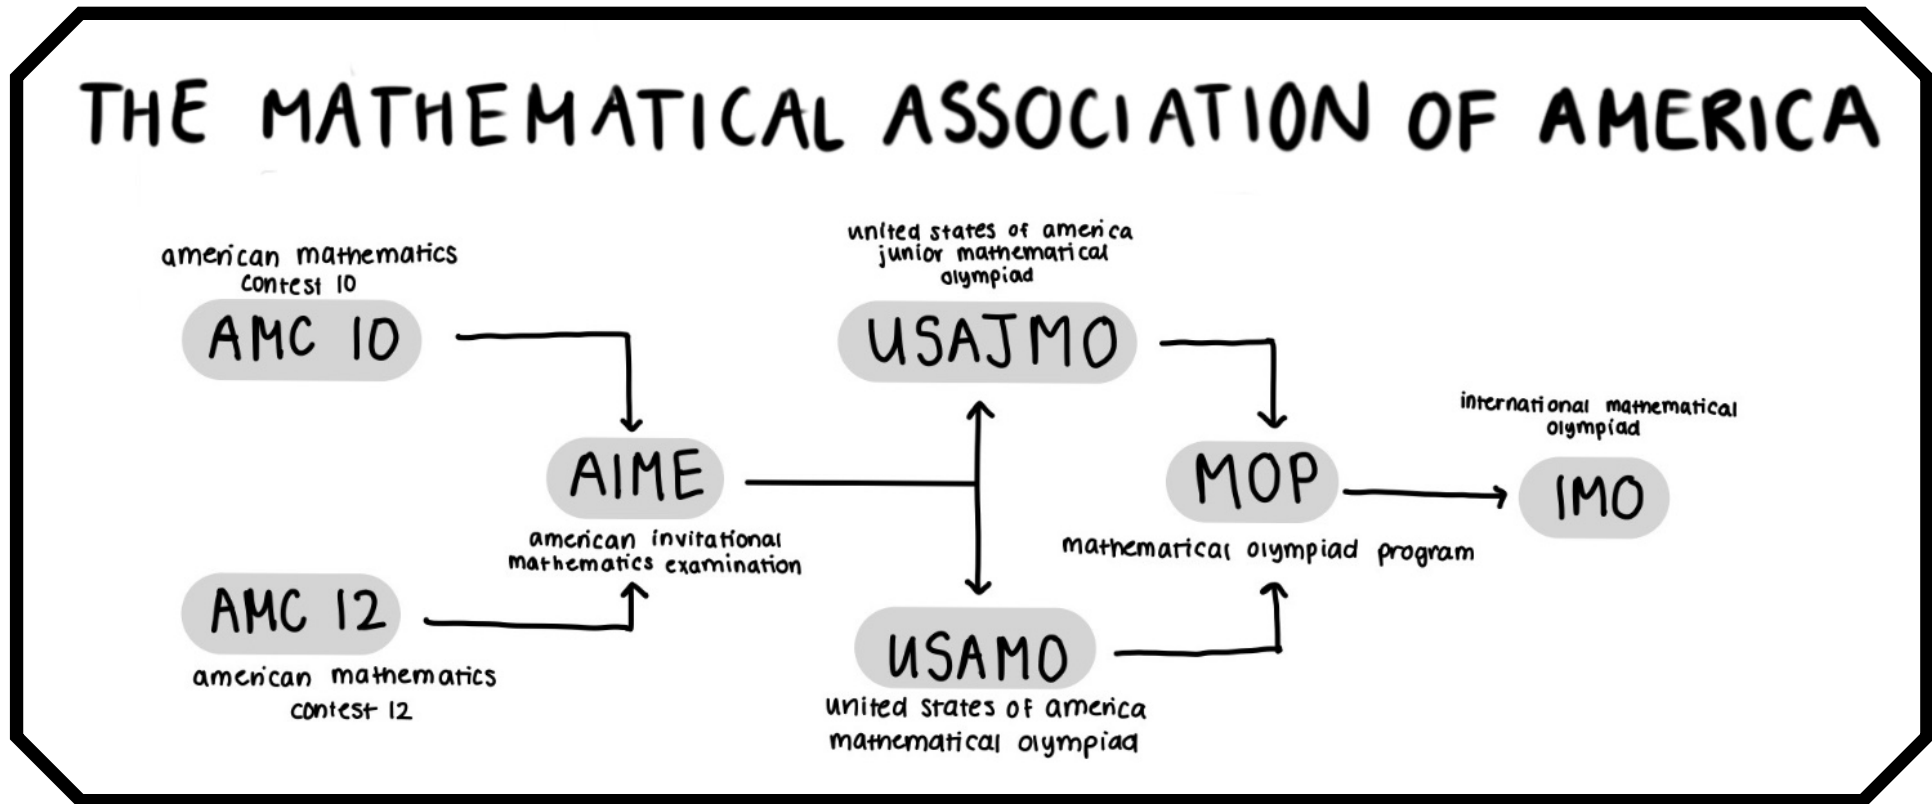 THE MATHEMATICAL ASSOCIATION OF AMERICA
american mathematics
contest 10
AMC 10
AMC 12
american mathematics
contest 12
AIME
american invitational
mathematics examination
united states of america
junior mathematical
olympiad
USAJMO
USAMO
united states of america
mathematical olympiad
MOP
mathematical olympiad program
international mathematical
olympiad
IMO